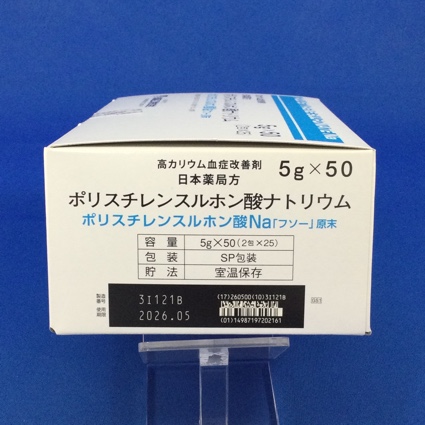 高カリウム血症改善剤
日本薬局方
5g×50
ポリスチレンスルホン酸ナトリウム
ポリスチレンスルホン酸Na「フソー」原末
容量 5g×50(2包×25)
包装 SP包装
貯法 室温保存
製造番号 3I121B
使用期限 2026.05
(17)260500(10)3I121B
(01)14987197202161